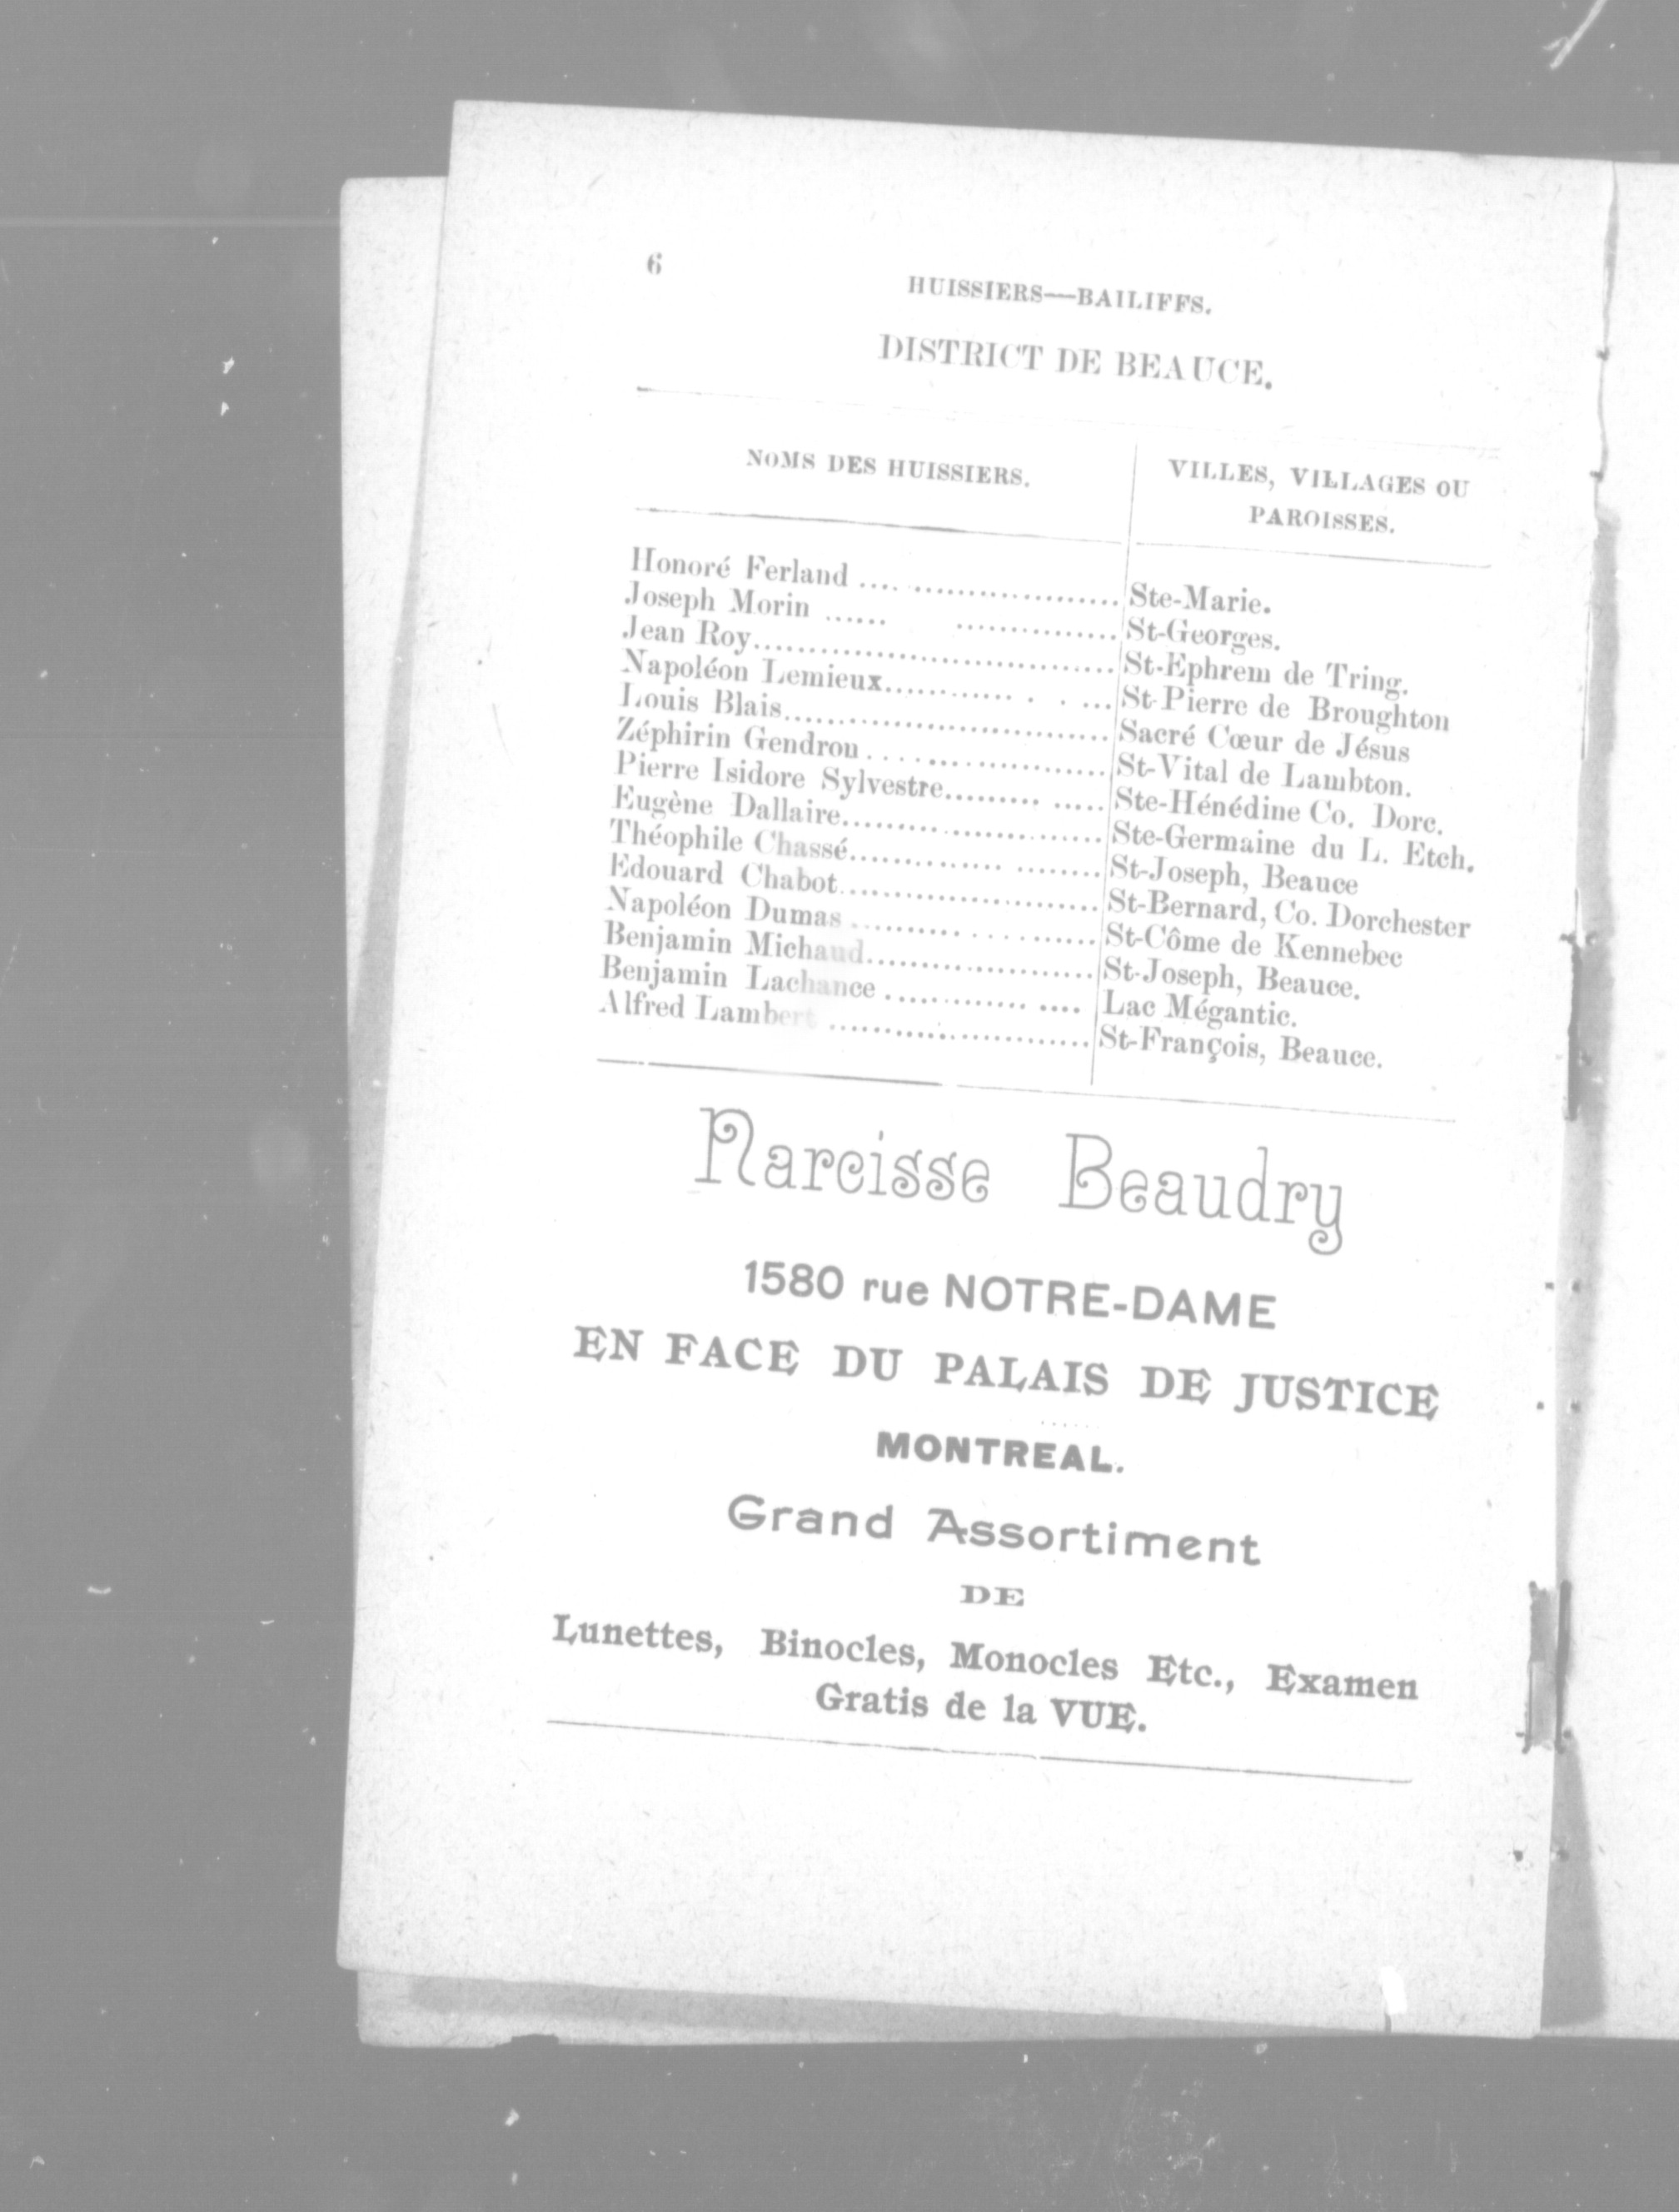 6
HUISSIERS—BAILIFFS.
DISTRICT DE BEAUCE.
NOMS DES HUISSIERS. VILLES, VILLAGES OU PAROISSES.
Honoré Ferland .... .................... Ste-Marie.
Joseph Morin ...... ............... St-Georges.
Jean Roy................................. St-Ephrem de Tring.
Napoléon Lemieux............ . . ... St-Pierre de Broughton
Louis Blais.............................. Sacré Cœur de Jésus
Zéphirin Gendron ...................... St-Vital de Lambton.
Pierre Isidore Sylvestre......... ..... Ste-Hénédine Co. Dorc.
Eugène Dallaire........................ Ste-Germaine du L. Etch.
Théophile Chassé.............. ........ St-Joseph, Beauce
Edouard Chabot........................ St-Bernard, Co. Dorchester
Napoléon Dumas ....................... St-Côme de Kennebec
Benjamin Michaud..................... St-Joseph, Beauce.
Benjamin Lachance ............. .... Lac Mégantic.
Alfred Lambert ........................ St-François, Beauce.
Narcisse Beaudry
1580 rue NOTRE-DAME
EN FACE DU PALAIS DE JUSTICE
MONTREAL.
Grand Assortiment
DE
Lunettes, Binocles, Monocles Etc., Examen
Gratis de la VUE.